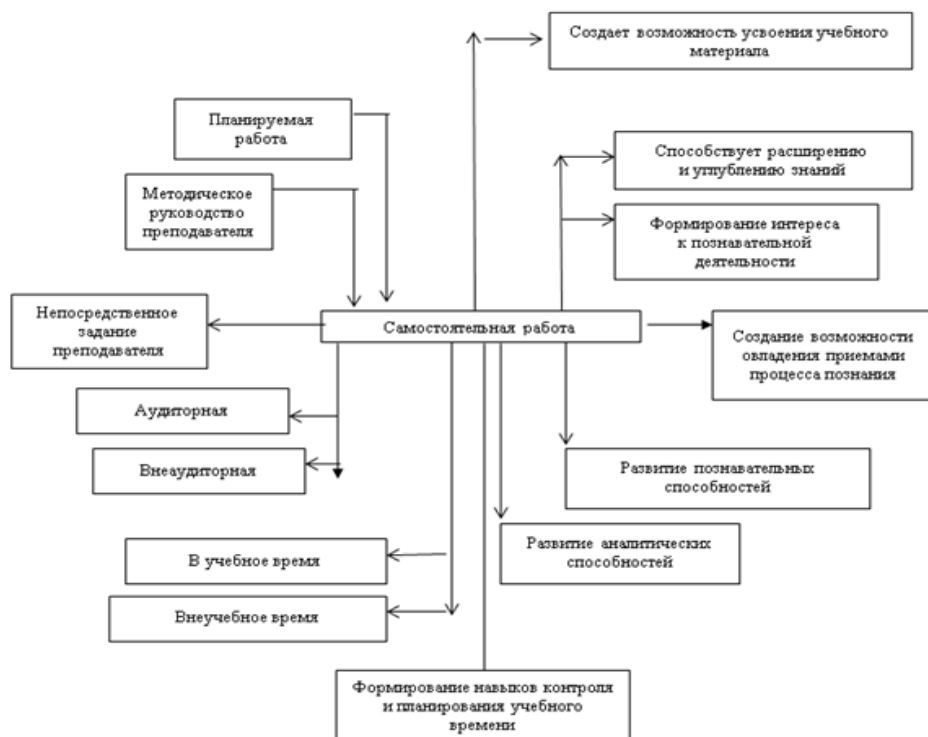 Создает возможность усвоения учебного
материала
Планируемая
работа
Способствует расширению
и углублению знаний
Методическое
руководство
преподавателя
Формирование интереса
к познавательной
деятельности
Непосредственное
задание
преподавателя
Самостоятельная работа
Создание возможности
овладения приемами
процесса познания
Аудиторная
Внеаудиторная
Развитие познавательных
способностей
Развитие аналитических
способностей
В учебное время
Внеучебное время
Формирование навыков контроля
и планирования учебного
времени